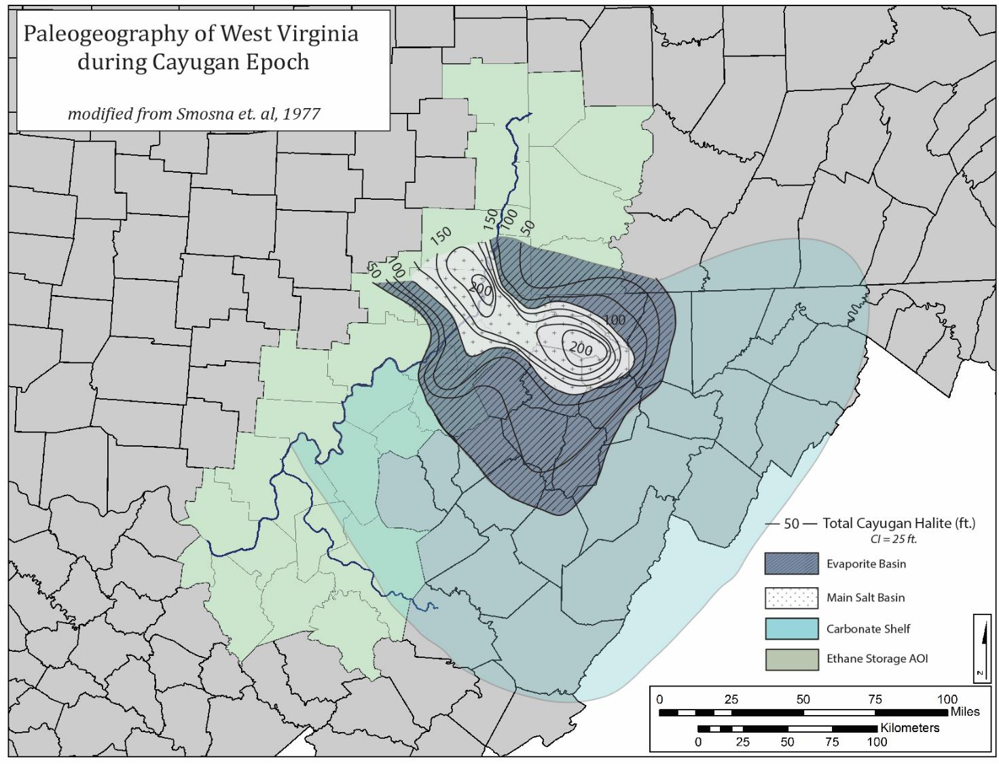 Paleogeography of West Virginia
during Cayugan Epoch
modified from Smosna et. al, 1977
150
150
100
50
50
100
200
100
200
— 50 — Total Cayugan Halite (ft.)
CI = 25 ft.
Evaporite Basin
Main Salt Basin
Carbonate Shelf
Ethane Storage AOI
N
0 25 50 75 100
Miles
Kilometers
0 25 50 75 100